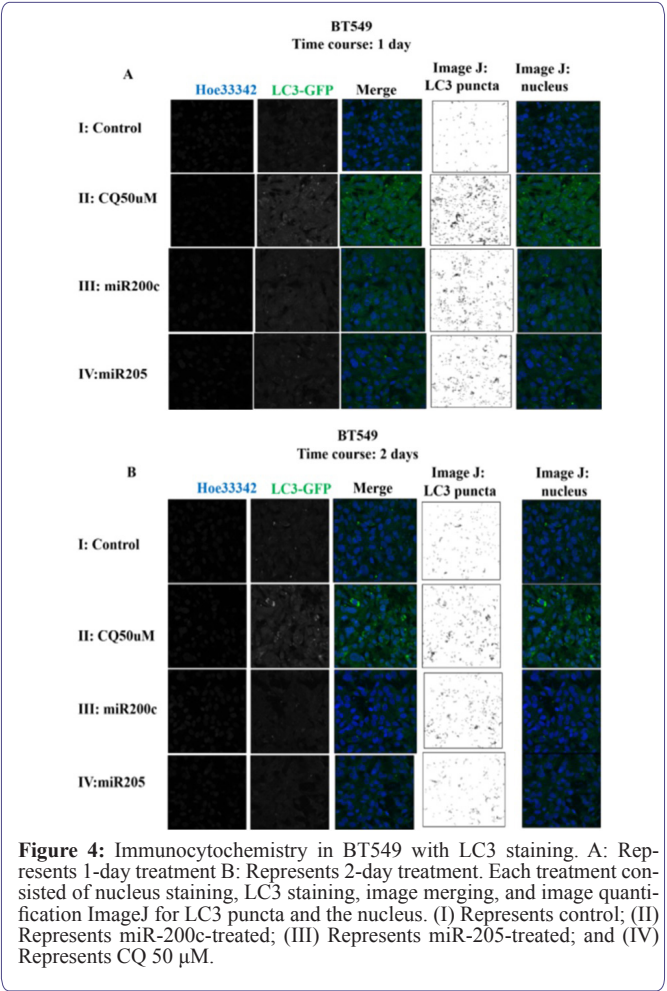 BT549
Time course: 1 day
A
Hoe33342 LC3-GFP Merge Image J: LC3 puncta Image J: nucleus
I: Control
II: CQ50uM
III: miR200c
IV:miR205
BT549
Time course: 2 days
B
Hoe33342 LC3-GFP Merge Image J: LC3 puncta Image J: nucleus
I: Control
II: CQ50uM
III: miR200c
IV:miR205
Figure 4: Immunocytochemistry in BT549 with LC3 staining. A: Rep-
resents 1-day treatment B: Represents 2-day treatment. Each treatment con-
sisted of nucleus staining, LC3 staining, image merging, and image quanti-
fication ImageJ for LC3 puncta and the nucleus. (I) Represents control; (II)
Represents miR-200c-treated; (III) Represents miR-205-treated; and (IV)
Represents CQ 50 μM.